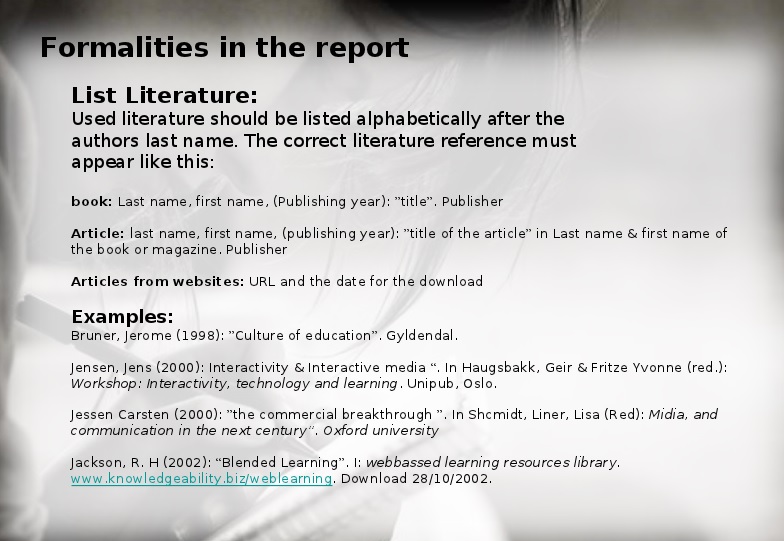 Formalities in the report
List Literature:
Used literature should be listed alphabetically after the
authors last name. The correct literature reference must
appear like this:
book: Last name, first name, (Publishing year): ”title”. Publisher
Article: last name, first name, (publishing year): ”title of the article” in Last name & first name of
the book or magazine. Publisher
Articles from websites: URL and the date for the download
Examples:
Bruner, Jerome (1998): ”Culture of education”. Gyldendal.
Jensen, Jens (2000): Interactivity & Interactive media “. In Haugsbakk, Geir & Fritze Yvonne (red.):
Workshop: Interactivity, technology and learning. Unipub, Oslo.
Jessen Carsten (2000): ”the commercial breakthrough ”. In Shcmidt, Liner, Lisa (Red): Midia, and
communication in the next century”. Oxford university
Jackson, R. H (2002): “Blended Learning”. I: webbassed learning resources library.
www.knowledgeability.biz/weblearning. Download 28/10/2002.